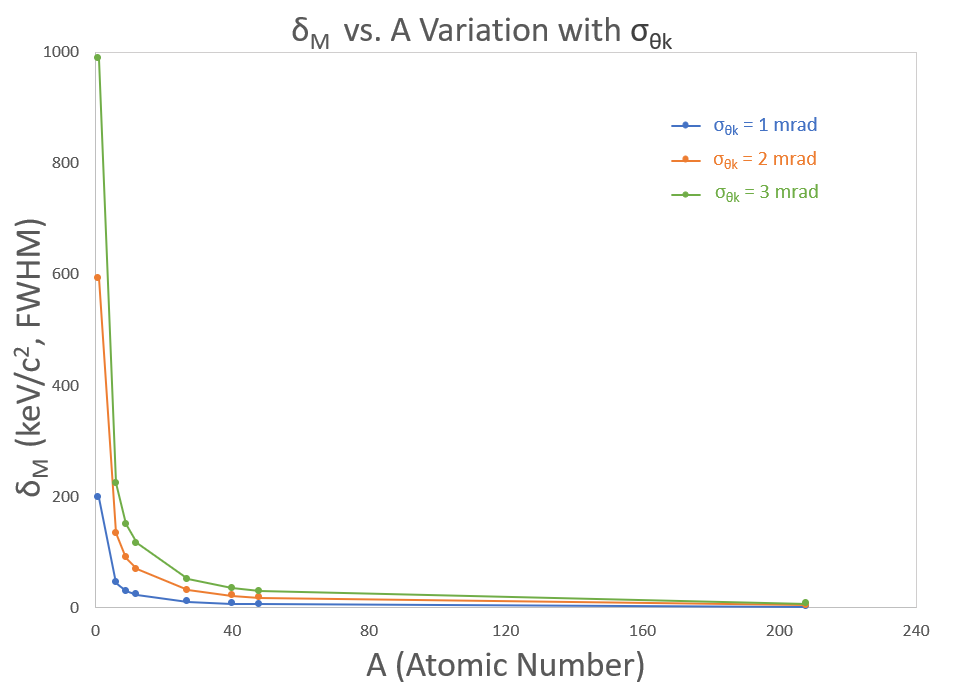 δM vs. A Variation with σθk
1000
800
600
400
200
0
δM (keV/c², FWHM)
σθk = 1 mrad
σθk = 2 mrad
σθk = 3 mrad
0 40 80 120 160 200 240
A (Atomic Number)